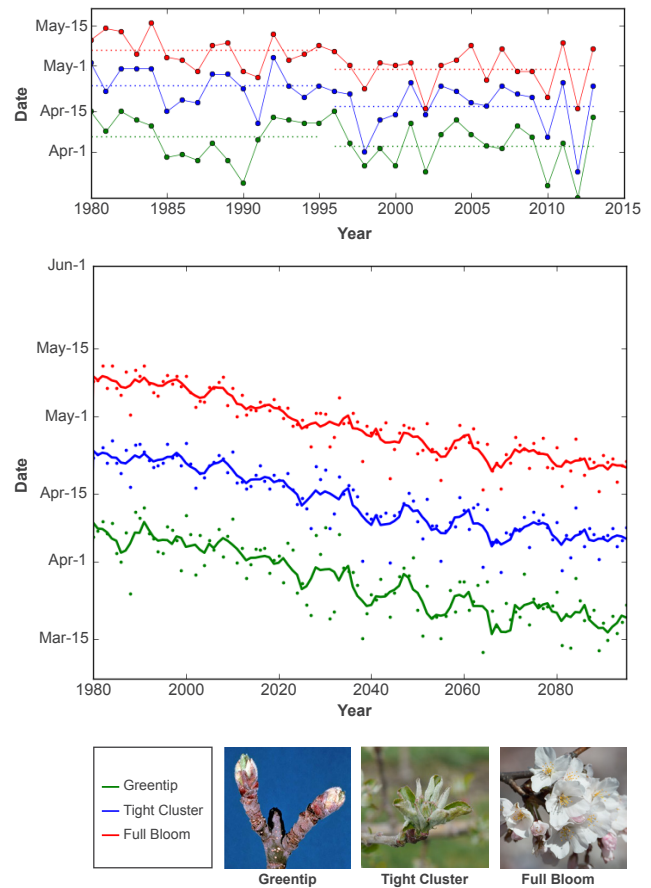 May-15
May-1
Apr-15
Apr-1
Date
1980 1985 1990 1995 2000 2005 2010 2015
Year
Jun-1
May-15
May-1
Apr-15
Apr-1
Mar-15
Date
1980 2000 2020 2040 2060 2080
Year
Greentip
Tight Cluster
Full Bloom
Greentip Tight Cluster Full Bloom